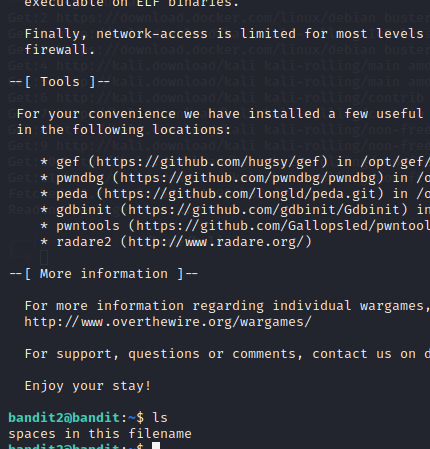 executable on ELF binaries.
Finally, network-access is limited for most levels
firewall.
--[ Tools ]--
For your convenience we have installed a few useful
in the following locations:
* gef (https://github.com/hugsy/gef) in /opt/gef/
* pwndbg (https://github.com/pwndbg/pwndbg) in /o
* peda (https://github.com/longld/peda.git) in /o
* gdbinit (https://github.com/gdbinit/Gdbinit) in
* pwntools (https://github.com/Gallopsled/pwntool
* radare2 (http://www.radare.org/)
--[ More information ]--
For more information regarding individual wargames,
http://www.overthewire.org/wargames/
For support, questions or comments, contact us on d
Enjoy your stay!
bandit2@bandit:~$ ls
spaces in this filename
bandit2@bandit:~$